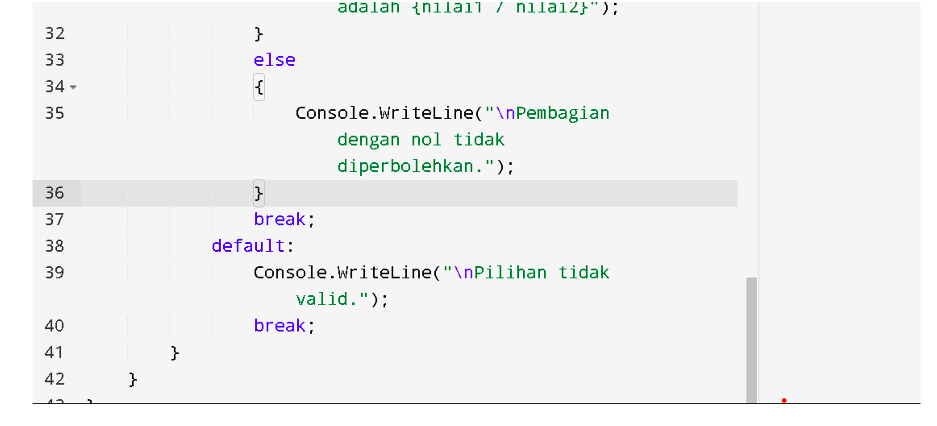 adalah {nilai1 / nilai2}");
32 }
33 else
34 {
35 Console.WriteLine("\nPembagian
dengan nol tidak
diperbolehkan.");
36 }
37 break;
38 default:
39 Console.WriteLine("\nPilihan tidak
valid.");
40 break;
41 }
42 }
43 }